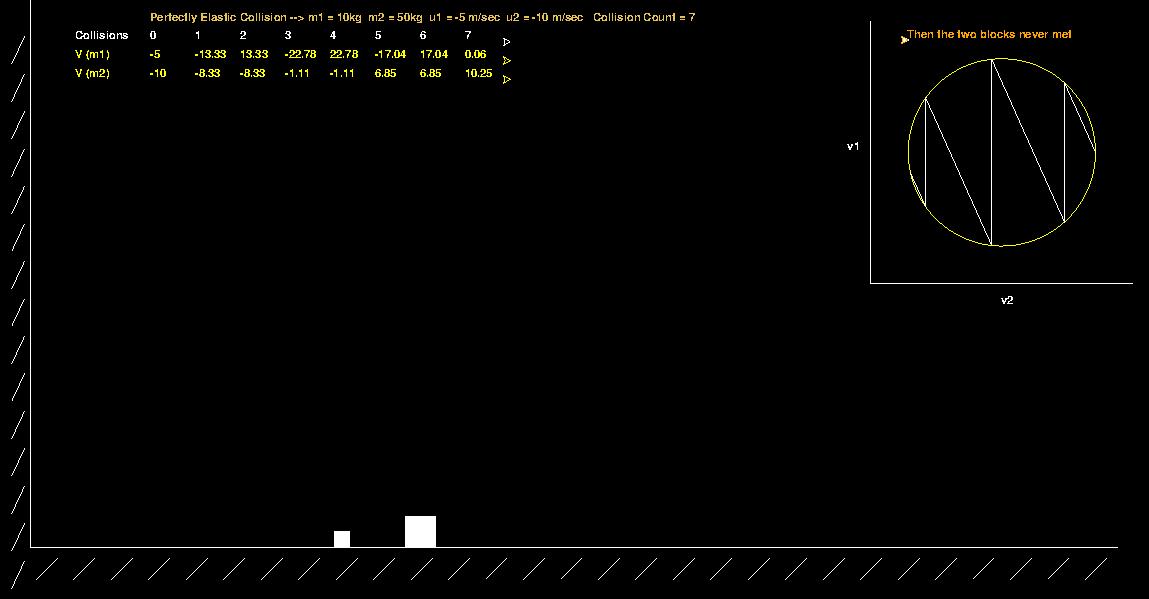 Perfectly Elastic Collision --> m1 = 10kg m2 = 50kg u1 = -5 m/sec u2 = -10 m/sec Collision Count = 7
Collisions 0 1 2 3 4 5 6 7
V (m1) -5 -13.33 13.33 -22.78 22.78 -17.04 17.04 0.06
V (m2) -10 -8.33 -8.33 -1.11 -1.11 6.85 6.85 10.25
Then the two blocks never met
v1
v2